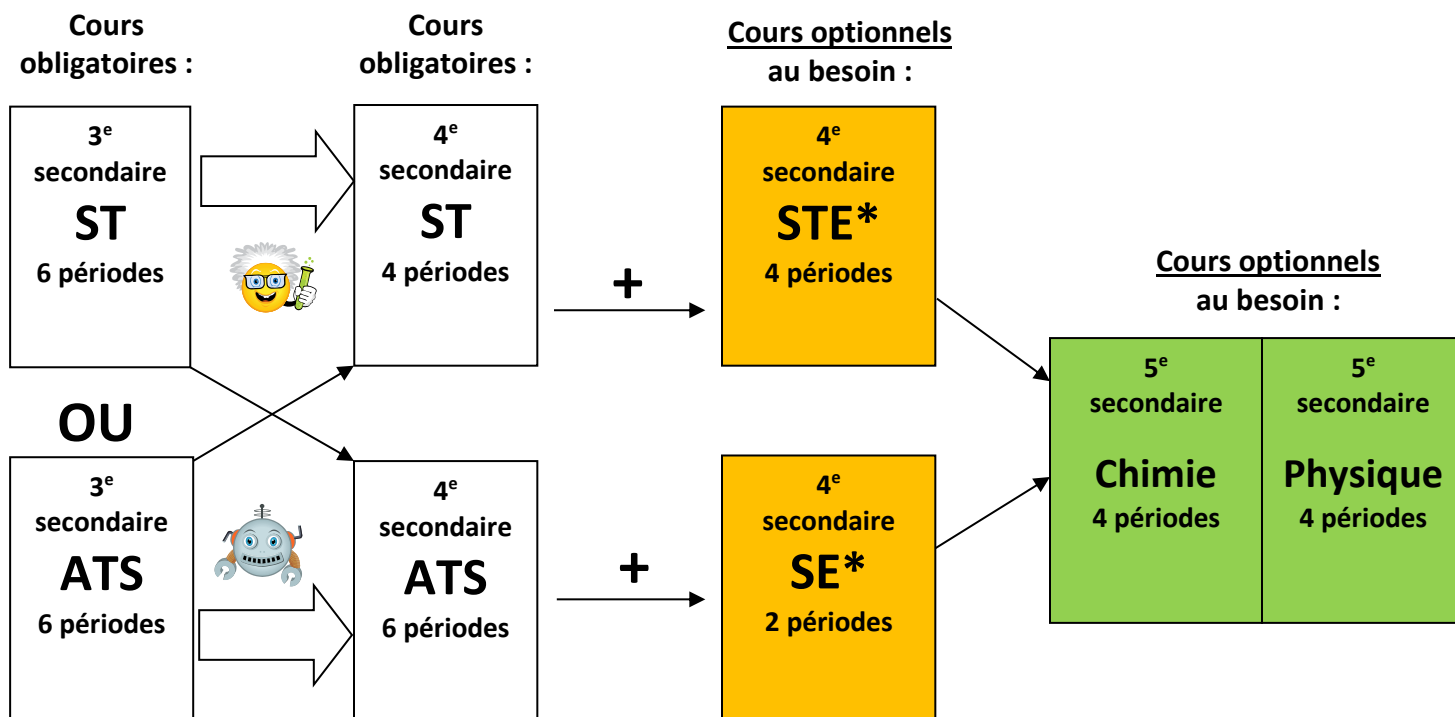 Cours
obligatoires :
Cours
obligatoires :
Cours optionnels
au besoin :
3e
secondaire
ST
6 périodes
4e
secondaire
ST
4 périodes
+
4e
secondaire
STE*
4 périodes
Cours optionnels
au besoin :
5e
secondaire
Chimie
4 périodes
5e
secondaire
Physique
4 périodes
OU
3e
secondaire
ATS
6 périodes
4e
secondaire
ATS
6 périodes
+
4e
secondaire
SE*
2 périodes